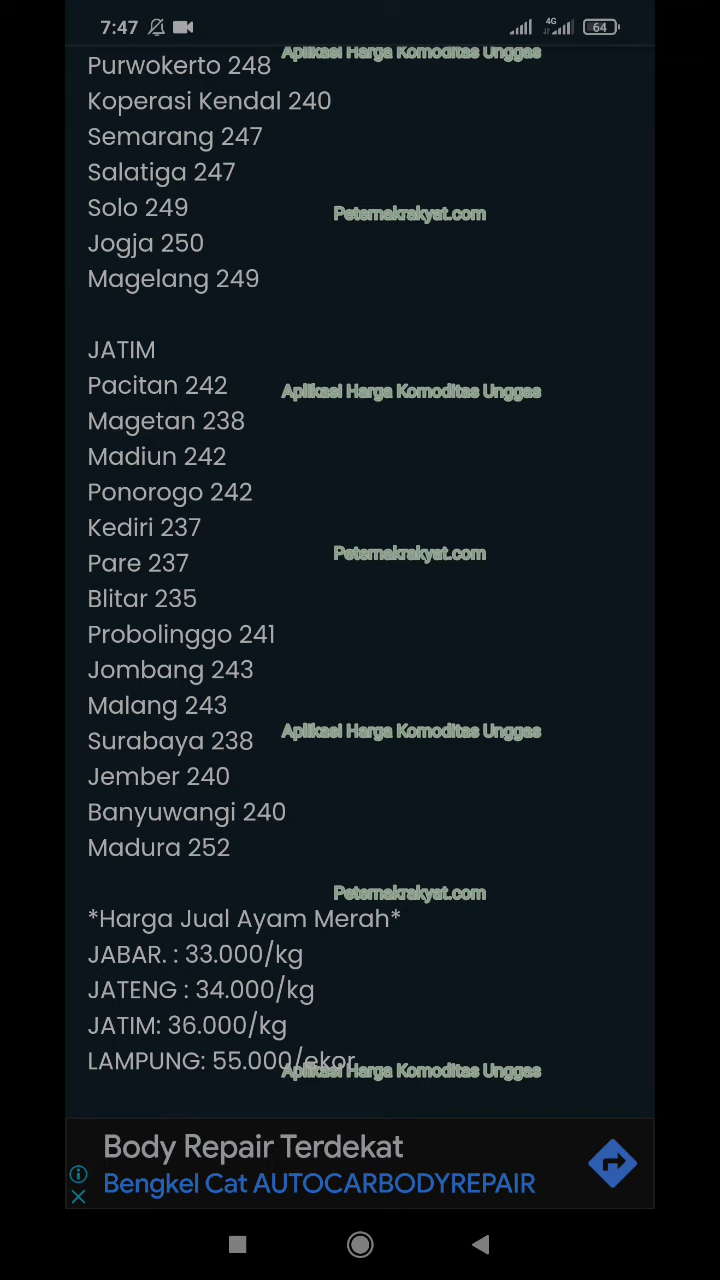 7:47 4G 64
Aplikasi Harga Komoditas Unggas
Purwokerto 248
Koperasi Kendal 240
Semarang 247
Salatiga 247
Solo 249
Peternakrakyat.com
Jogja 250
Magelang 249
JATIM
Pacitan 242
Aplikasi Harga Komoditas Unggas
Magetan 238
Madiun 242
Ponorogo 242
Kediri 237
Peternakrakyat.com
Pare 237
Blitar 235
Probolinggo 241
Jombang 243
Malang 243
Aplikasi Harga Komoditas Unggas
Surabaya 238
Jember 240
Banyuwangi 240
Madura 252
Peternakrakyat.com
*Harga Jual Ayam Merah*
JABAR. : 33.000/kg
JATENG : 34.000/kg
JATIM: 36.000/kg
LAMPUNG: 55.000/ekor
Aplikasi Harga Komoditas Unggas
Body Repair Terdekat
Bengkel Cat AUTOCARBODYREPAIR